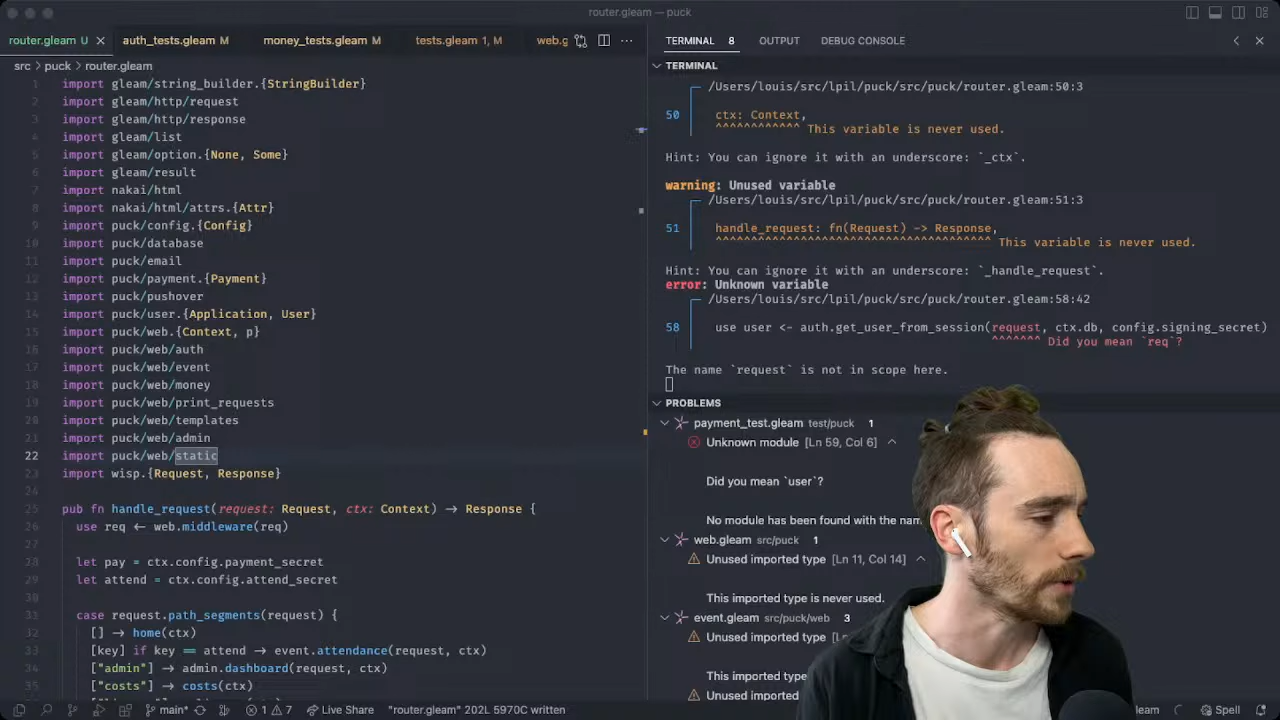 router.gleam — puck
router.gleam U
auth_tests.gleam M
money_tests.gleam M
tests.gleam 1, M
web.g
src > puck > router.gleam
1 import gleam/string_builder.{StringBuilder}
2 import gleam/http/request
3 import gleam/http/response
4 import gleam/list
5 import gleam/option.{None, Some}
6 import gleam/result
7 import nakai/html
8 import nakai/html/attrs.{Attr}
9 import puck/config.{Config}
10 import puck/database
11 import puck/email
12 import puck/payment.{Payment}
13 import puck/pushover
14 import puck/user.{Application, User}
15 import puck/web.{Context, p}
16 import puck/web/auth
17 import puck/web/event
18 import puck/web/money
19 import puck/web/print_requests
20 import puck/web/templates
21 import puck/web/admin
22 import puck/web/static
23 import wisp.{Request, Response}
24
25 pub fn handle_request(request: Request, ctx: Context) -> Response {
26 use req <- web.middleware(req)
27
28 let pay = ctx.config.payment_secret
29 let attend = ctx.config.attend_secret
30
31 case request.path_segments(request) {
32 [] -> home(ctx)
33 [key] if key == attend -> event.attendance(request, ctx)
34 ["admin"] -> admin.dashboard(request, ctx)
35 ["costs"] -> costs(ctx)
TERMINAL 8 OUTPUT DEBUG CONSOLE
TERMINAL
/Users/louis/src/lpil/puck/src/puck/router.gleam:50:3
50 ctx: Context,
^^^^^^^^^^^^ This variable is never used.
Hint: You can ignore it with an underscore: `_ctx`.
warning: Unused variable
/Users/louis/src/lpil/puck/src/puck/router.gleam:51:3
51 handle_request: fn(Request) -> Response,
^^^^^^^^^^^^^^^^^^^^^^^^^^^^^^^^^^^^^^^ This variable is never used.
Hint: You can ignore it with an underscore: `_handle_request`.
error: Unknown variable
/Users/louis/src/lpil/puck/src/puck/router.gleam:58:42
58 use user <- auth.get_user_from_session(request, ctx.db, config.signing_secret)
^^^^^^^ Did you mean `req`?
The name `request` is not in scope here.
PROBLEMS
payment_test.gleam test/puck 1
Unknown module [Ln 59, Col 6]
Did you mean `user`?
No module has been found with the nam
web.gleam src/puck 1
Unused imported type [Ln 11, Col 14]
This imported type is never used.
event.gleam src/puck/web 3
Unused imported type
This imported type
Unused imported
main* 1 7 Live Share "router.gleam" 202L 5970C written
leam Spell